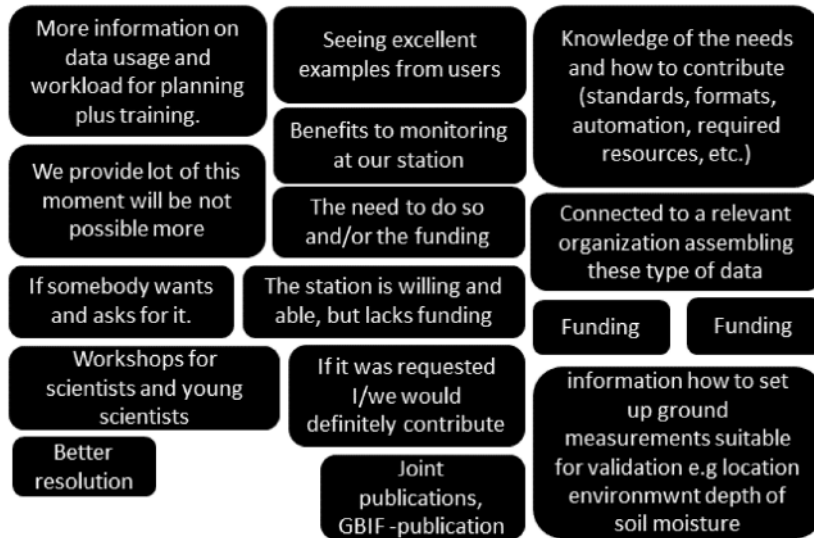 More information on
data usage and
workload for planning
plus training.
Seeing excellent
examples from users
Knowledge of the needs
and how to contribute
(standards, formats,
automation, required
resources, etc.)
Benefits to monitoring
at our station
We provide lot of this
moment will be not
possible more
The need to do so
and/or the funding
Connected to a relevant
organization assembling
these type of data
If somebody wants
and asks for it.
The station is willing and
able, but lacks funding
Funding
Funding
Workshops for
scientists and young
scientists
If it was requested
I/we would
definitely contribute
information how to set
up ground
measurements suitable
for validation e.g location
environmwnt depth of
soil moisture
Better
resolution
Joint
publications,
GBIF -publication